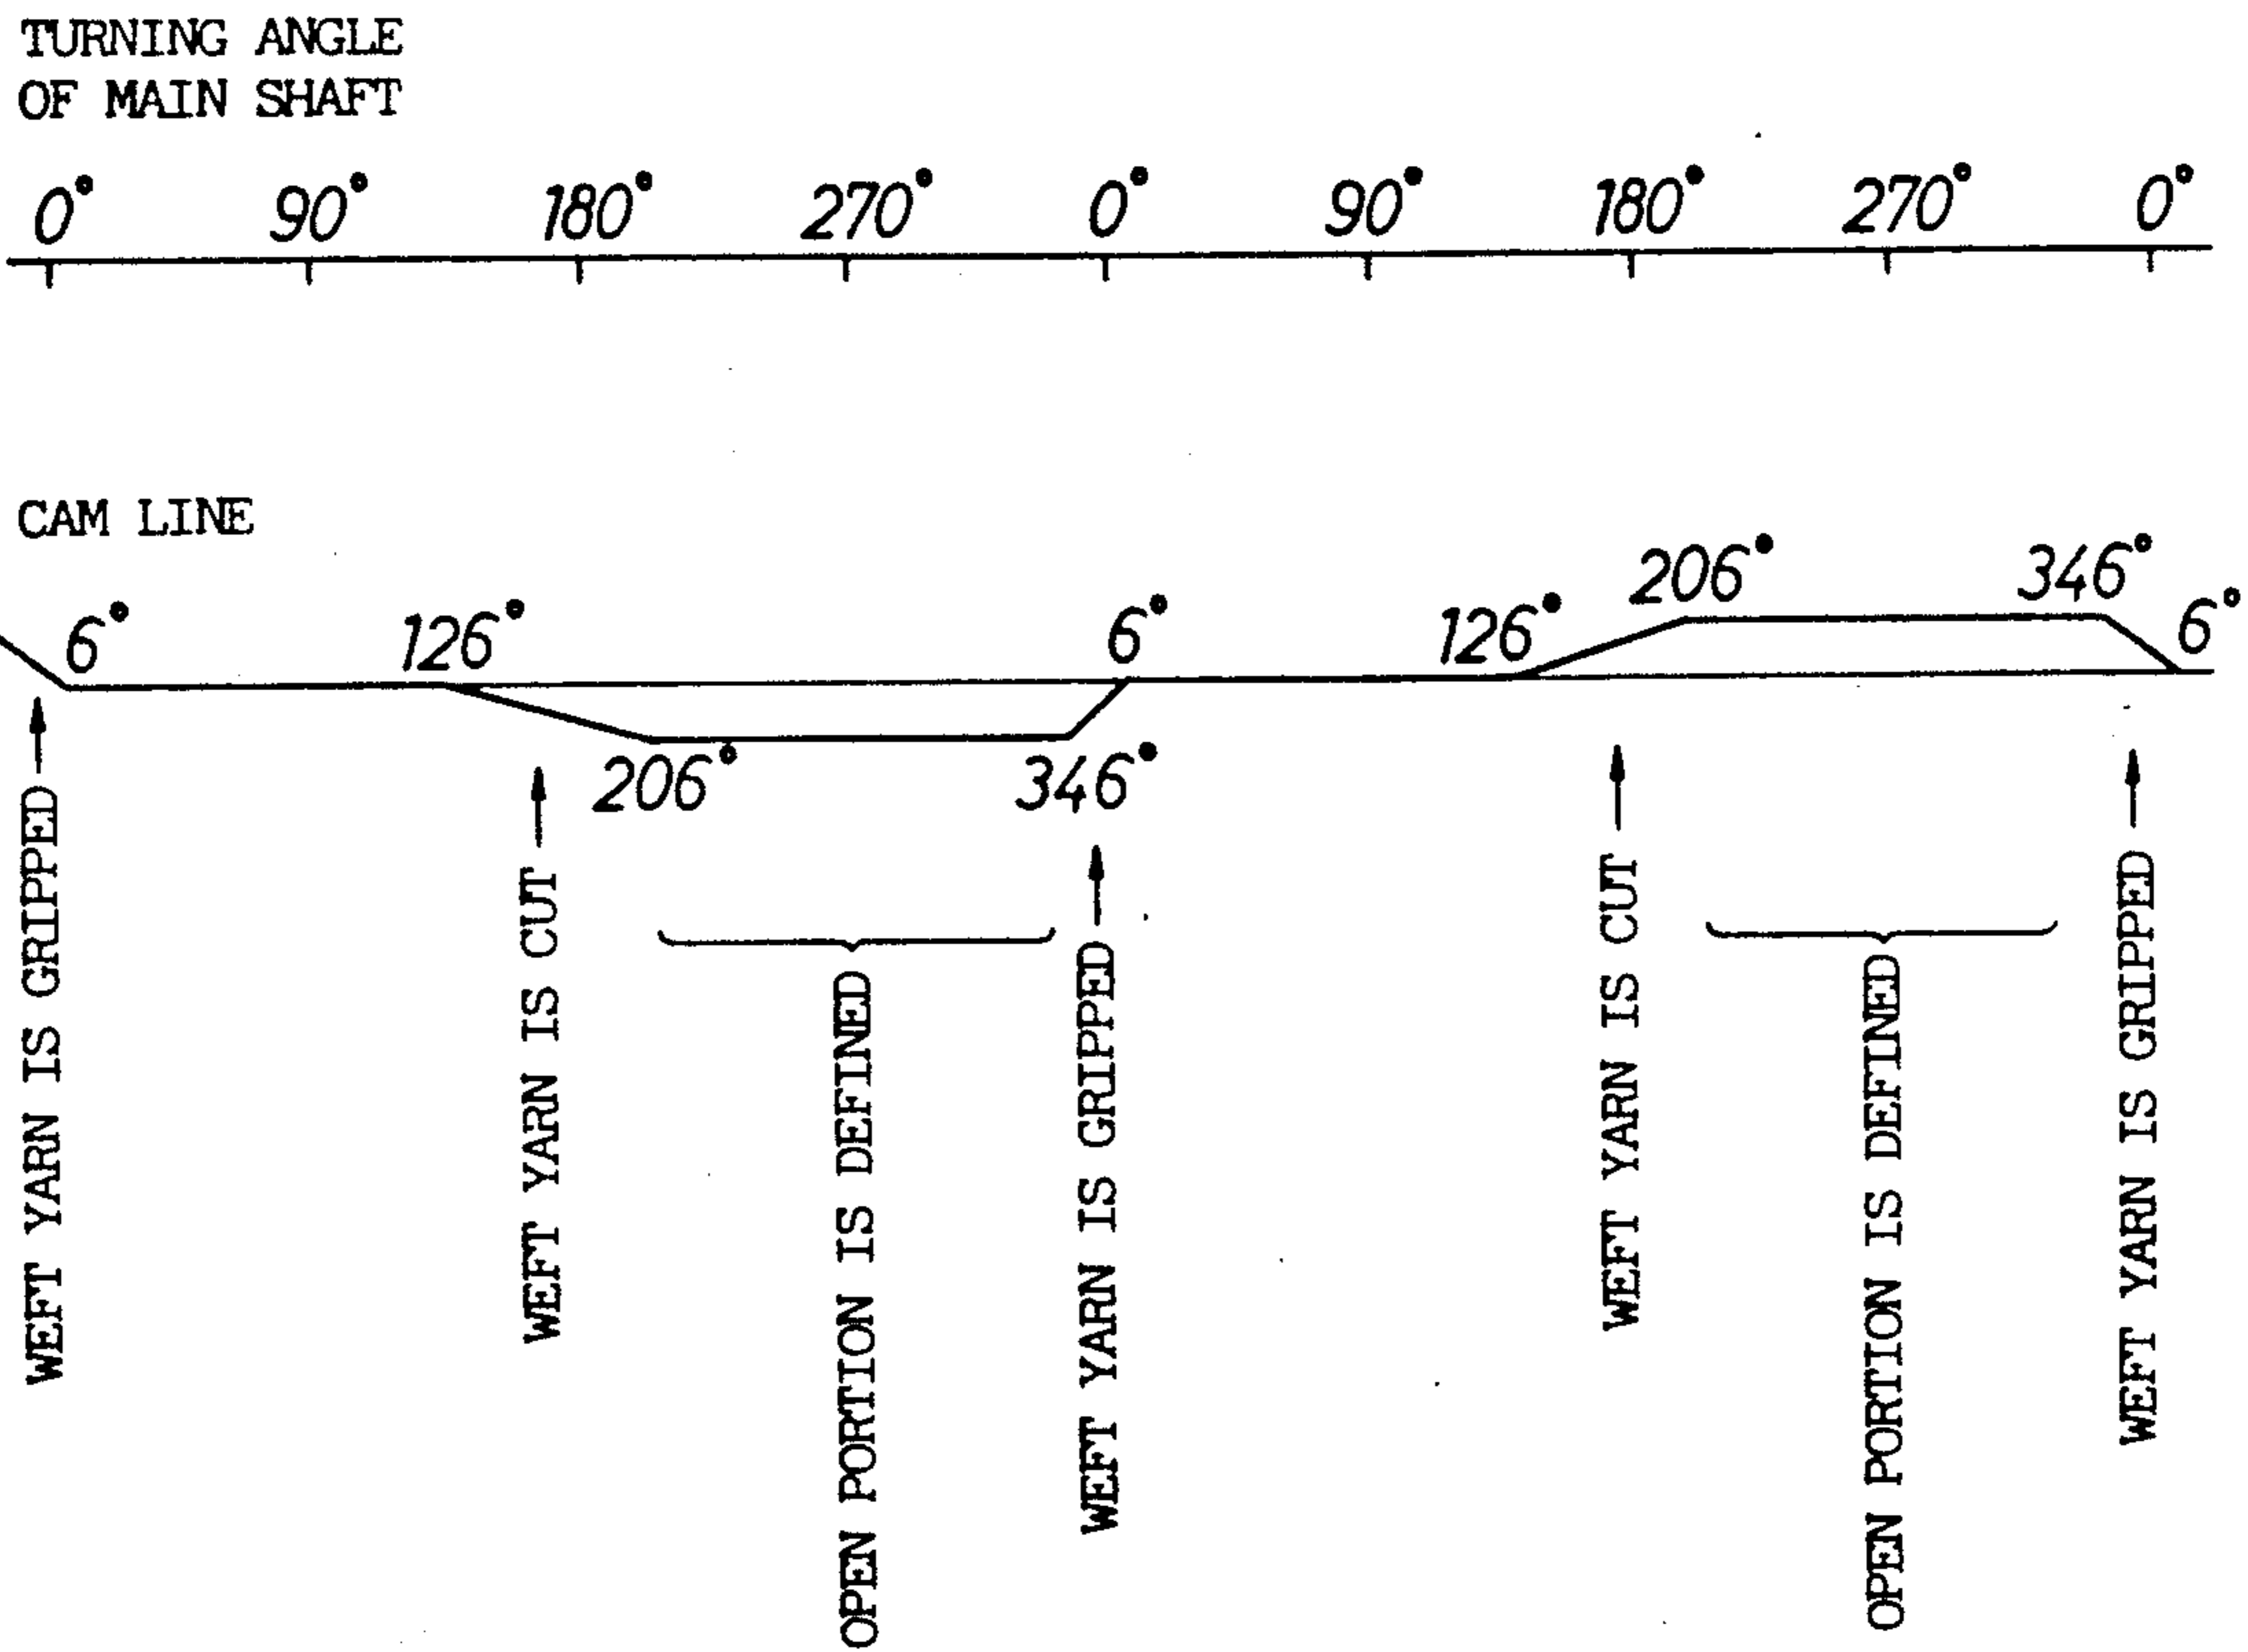 TURNING ANGLE
OF MAIN SHAFT
0° 90° 180° 270° 0° 90° 180° 270° 0°
CAM LINE
6° 126° 206° 346° 6° 126° 206° 346° 6°
WEFT YARN IS GRIPPED
WEFT YARN IS CUT
OPEN PORTION IS DEFINED
WEFT YARN IS GRIPPED
WEFT YARN IS CUT
OPEN PORTION IS DEFINED
WEFT YARN IS GRIPPED